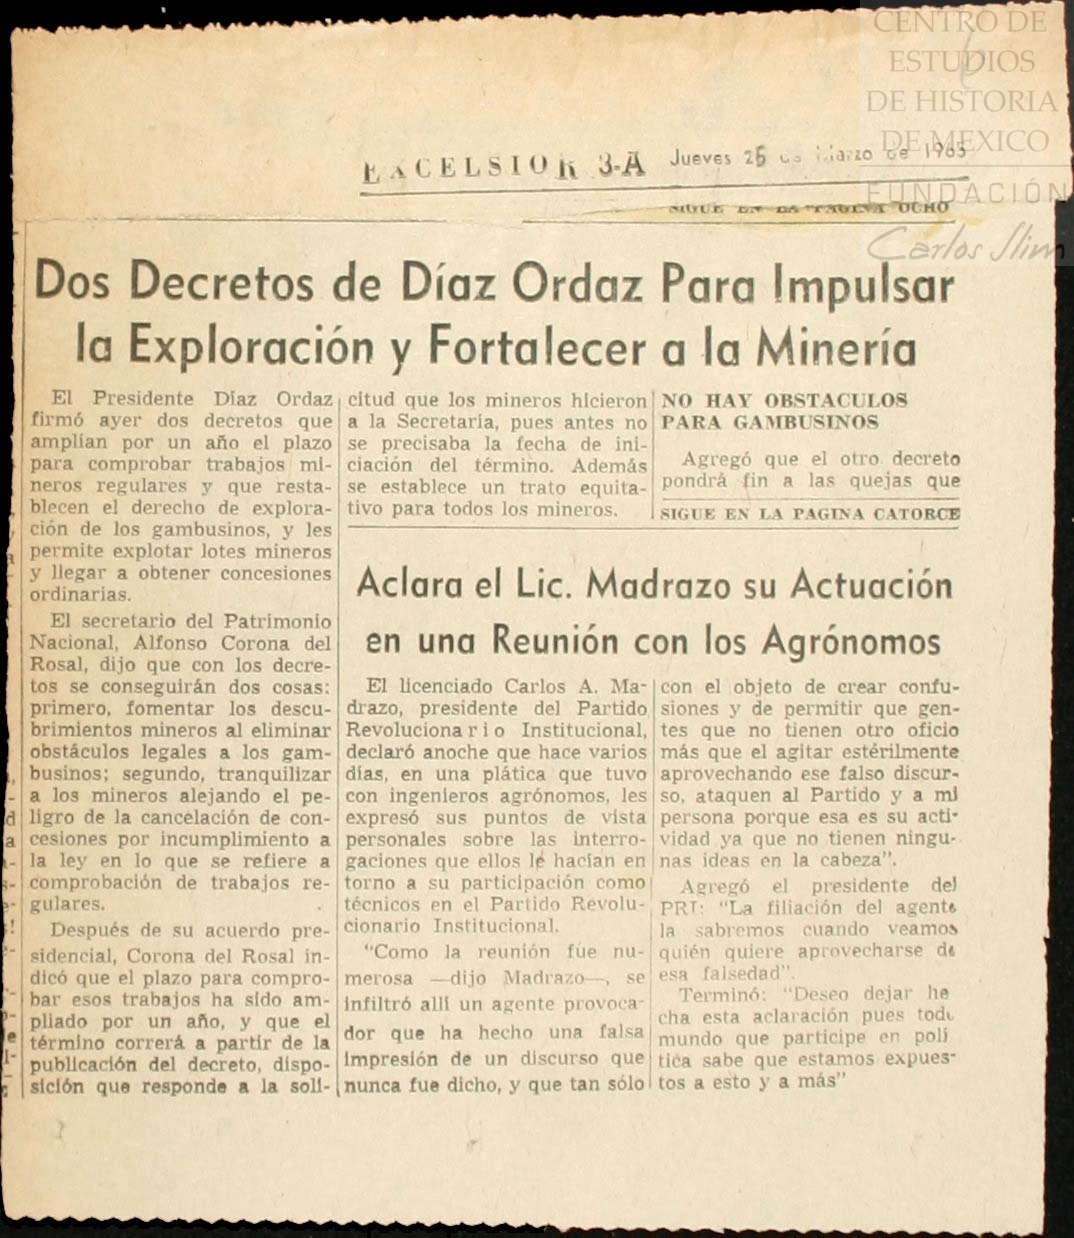 CENTRO DE
ESTUDIOS
DE HISTORIA
DE MEXICO
FUNDACIÓN
Carlos Slim
EXCELSIOR 3-A Jueves 25 de Marzo de 1965
SIGUE EN LA PAGINA OCHO
Dos Decretos de Díaz Ordaz Para Impulsar
la Exploración y Fortalecer a la Minería
El Presidente Díaz Ordaz
firmó ayer dos decretos que
amplían por un año el plazo
para comprobar trabajos mi-
neros regulares y que resta-
blecen el derecho de explora-
ción de los gambusinos, y les
permite explotar lotes mineros
y llegar a obtener concesiones
ordinarias.
El secretario del Patrimonio
Nacional, Alfonso Corona del
Rosal, dijo que con los decre-
tos se conseguirán dos cosas:
primero, fomentar los descu-
brimientos mineros al eliminar
obstáculos legales a los gam-
businos; segundo, tranquilizar
a los mineros alejando el pe-
ligro de la cancelación de con-
cesiones por incumplimiento a
la ley en lo que se refiere a
comprobación de trabajos re-
gulares.
Después de su acuerdo pre-
sidencial, Corona del Rosal in-
dicó que el plazo para compro-
bar esos trabajos ha sido am-
pliado por un año, y que el
término correrá a partir de la
publicación del decreto, dispo-
sición que responde a la soli-
citud que los mineros hicieron
a la Secretaría, pues antes no
se precisaba la fecha de ini-
ciación del término. Además
se establece un trato equita-
tivo para todos los mineros.
NO HAY OBSTACULOS
PARA GAMBUSINOS
Agregó que el otro decreto
pondrá fin a las quejas que
SIGUE EN LA PAGINA CATORCE
Aclara el Lic. Madrazo su Actuación
en una Reunión con los Agrónomos
El licenciado Carlos A. Ma-
drazo, presidente del Partido
Revolucionario Institucional,
declaró anoche que hace varios
días, en una plática que tuvo
con ingenieros agrónomos, les
expresó sus puntos de vista
personales sobre las interro-
gaciones que ellos le hacían en
torno a su participación como
técnicos en el Partido Revolu-
cionario Institucional.
"Como la reunión fue nu-
merosa —dijo Madrazo—, se
infiltró allí un agente provoca-
dor que ha hecho una falsa
impresión de un discurso que
nunca fue dicho, y que tan sólo
con el objeto de crear confu-
siones y de permitir que gen-
tes que no tienen otro oficio
más que el agitar estérilmente
aprovechando ese falso discur-
so, ataquen al Partido y a mi
persona porque esa es su acti-
vidad ya que no tienen ningu-
nas ideas en la cabeza".
Agregó el presidente del
PRI: "La filiación del agente
la sabremos cuando veamos
quién quiere aprovecharse de
esa falsedad".
Terminó: "Deseo dejar he
cha esta aclaración pues todo
mundo que participe en polí
tica sabe que estamos expues-
tos a esto y a más"